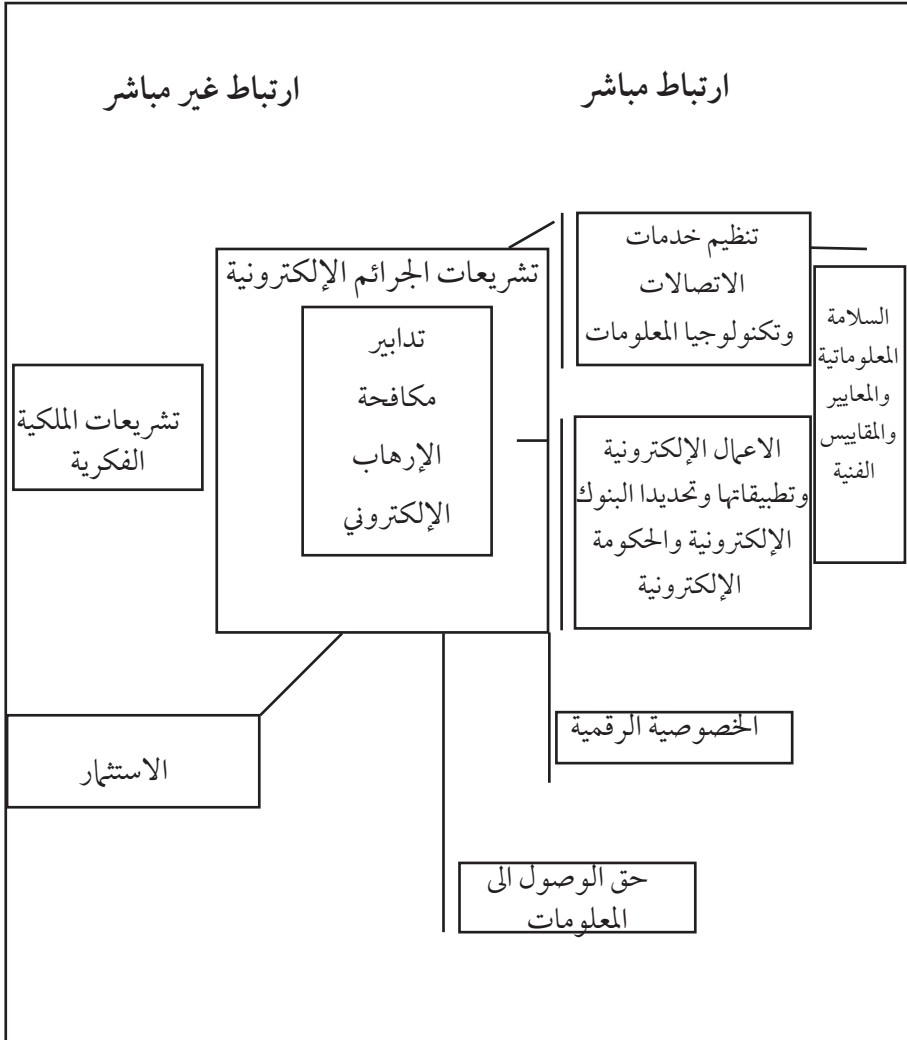 ارتباط مباشر
ارتباط غير مباشر
تنظيم خدمات
الاتصالات
وتكنولوجيا المعلومات
السلامة
المعلوماتية
والمعايير
والمقاييس
الفنية
الاعمال الإلكترونية
وتطبيقاتها وتحديدا البنوك
الإلكترونية والحكومة
الإلكترونية
تشريعات الجرائم الإلكترونية
تدابير
مكافحة
الإرهاب
الإلكتروني
تشريعات الملكية
الفكرية
الخصوصية الرقمية
الاستثمار
حق الوصول الى
المعلومات